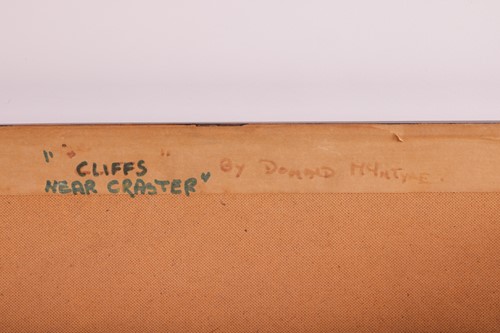 "CLIFFS " By DONALD McINTYRE.
NEAR CRASTER"